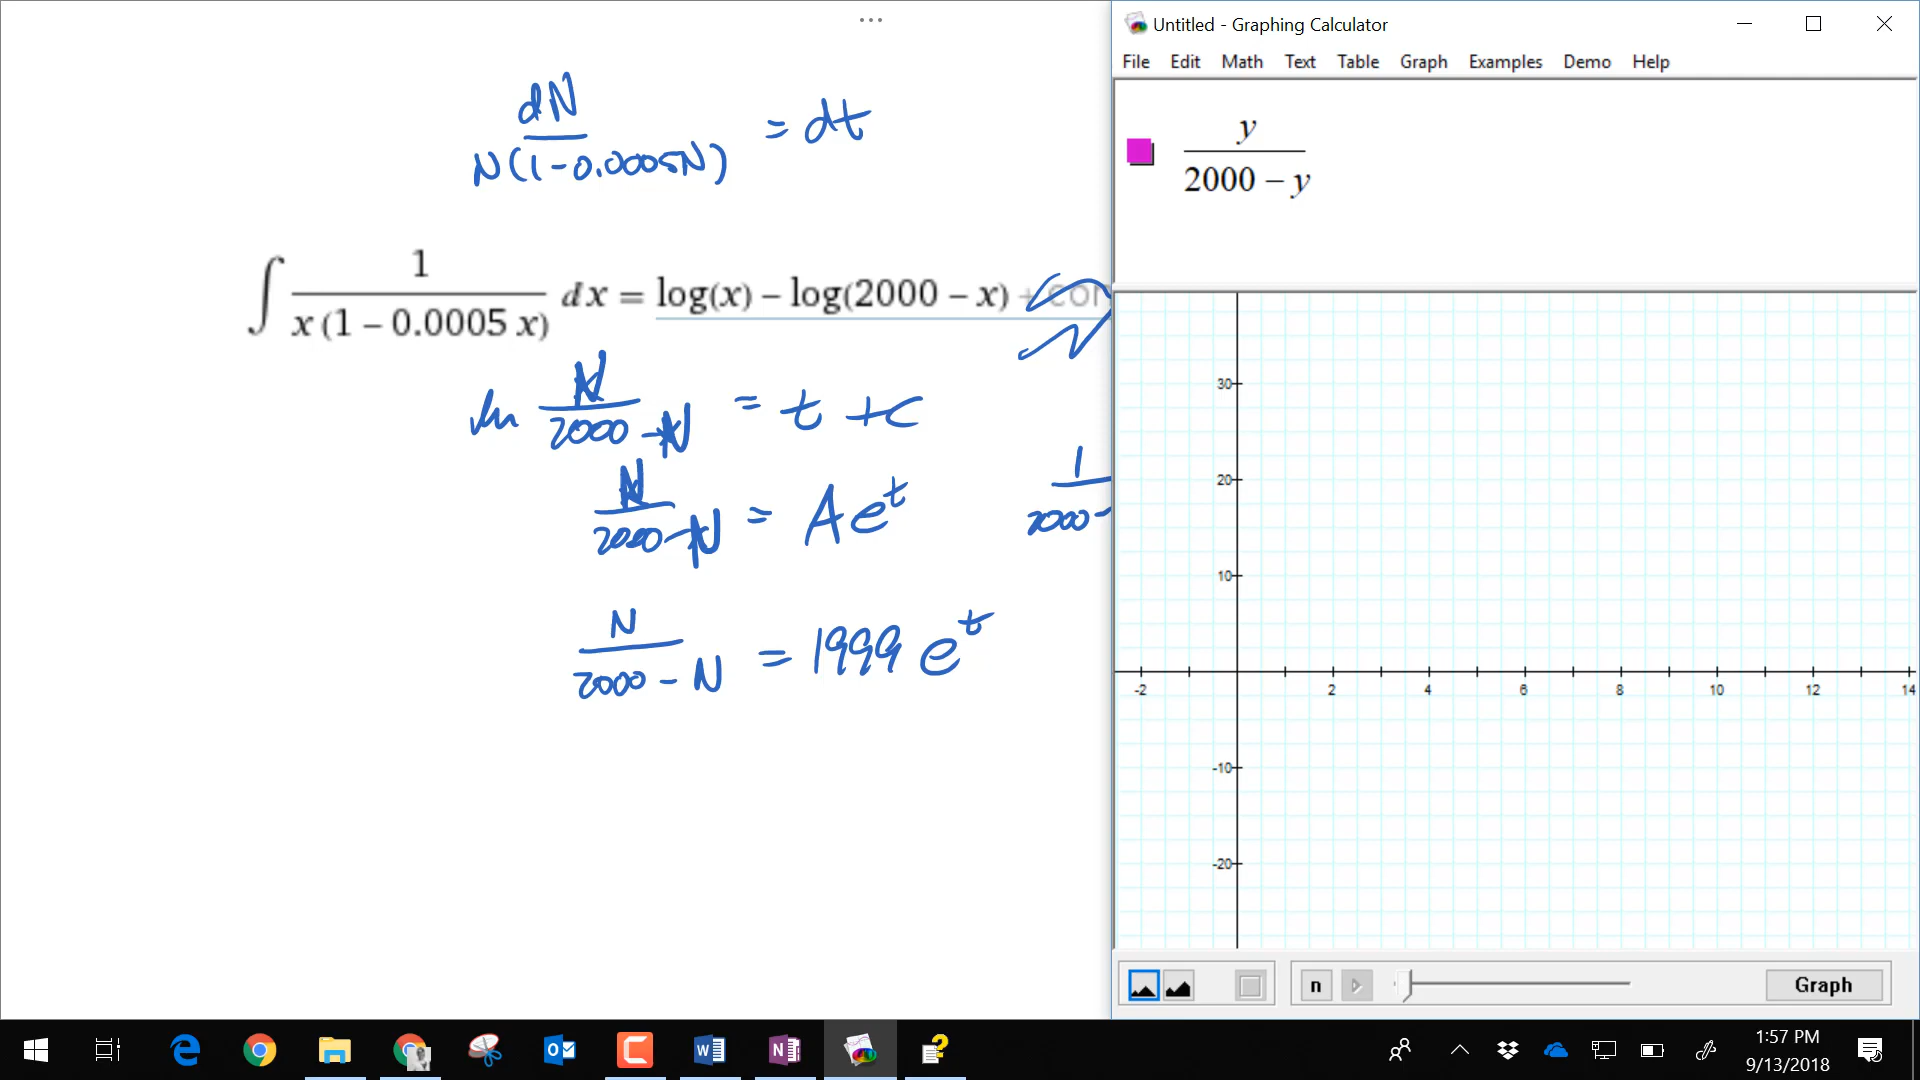 dN
N(1-0.0005N) = dt
∫ 1 / x (1 – 0.0005 x) dx = log(x) – log(2000 – x) + con
N
ln N / 2000 - N = t + c
N / 2000 - N = A e^t
1
2000 -
N / 2000 - N = 1999 e^t
Untitled - Graphing Calculator
File Edit Math Text Table Graph Examples Demo Help
y
2000 – y
30
20
10
-2 2 4 6 8 10 12 14
-10
-20
n Graph
1:57 PM
9/13/2018